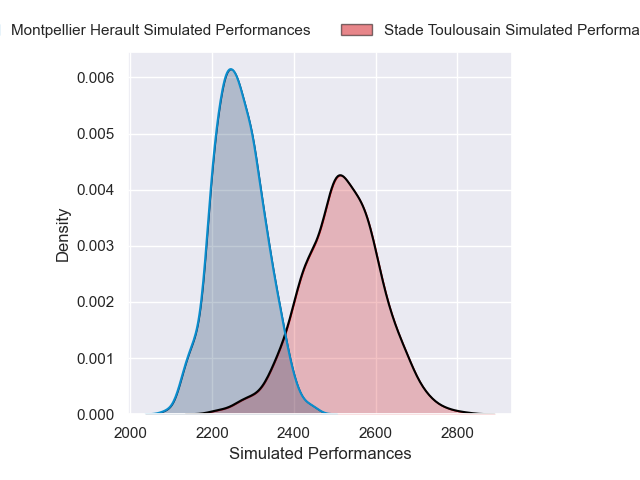 Montpellier Herault Simulated Performances
Stade Toulousain Simulated Performa
0.006
0.005
0.004
0.003
0.002
0.001
0.000
Density
2000 2200 2400 2600 2800
Simulated Performances